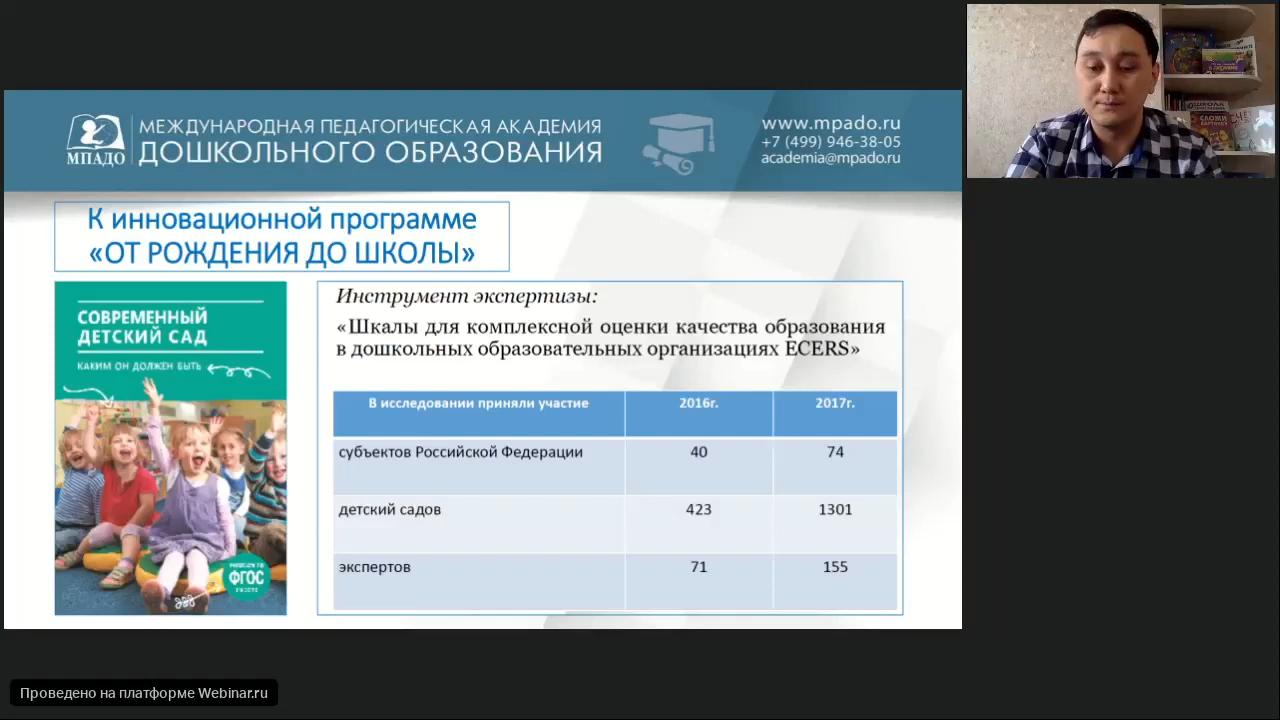 МПАДО
МЕЖДУНАРОДНАЯ ПЕДАГОГИЧЕСКАЯ АКАДЕМИЯ
ДОШКОЛЬНОГО ОБРАЗОВАНИЯ
www.mpado.ru
+7 (499) 946-38-05
academia@mpado.ru
К инновационной программе
«ОТ РОЖДЕНИЯ ДО ШКОЛЫ»
СОВРЕМЕННЫЙ
ДЕТСКИЙ САД
КАКИМ ОН ДОЛЖЕН БЫТЬ
ФГОС
Инструмент экспертизы:
«Шкалы для комплексной оценки качества образования
в дошкольных образовательных организациях ECERS»
В исследовании приняли участие 2016г. 2017г.
субъектов Российской Федерации 40 74
детский садов 423 1301
экспертов 71 155
ШКОЛА
СЛОЖИ
Проведено на платформе Webinar.ru